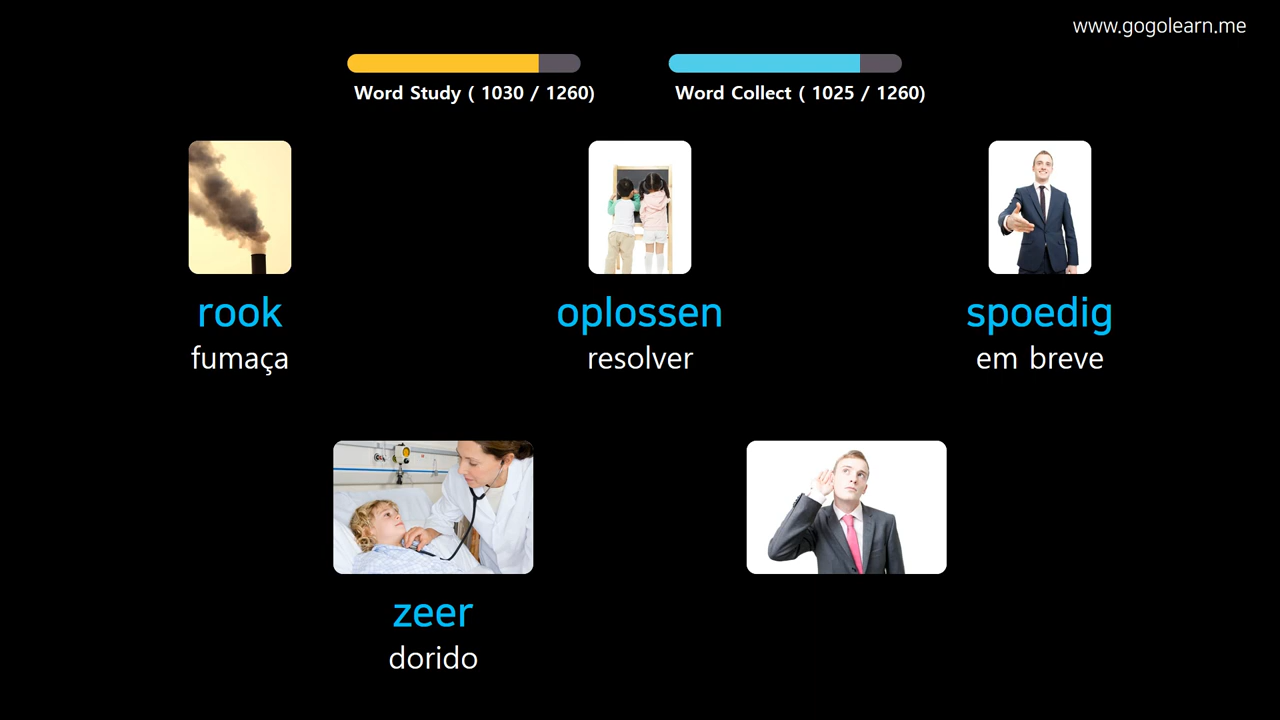 www.gogolearn.me
Word Study ( 1030 / 1260)
Word Collect ( 1025 / 1260)
rook
fumaça
oplossen
resolver
spoedig
em breve
zeer
dorido